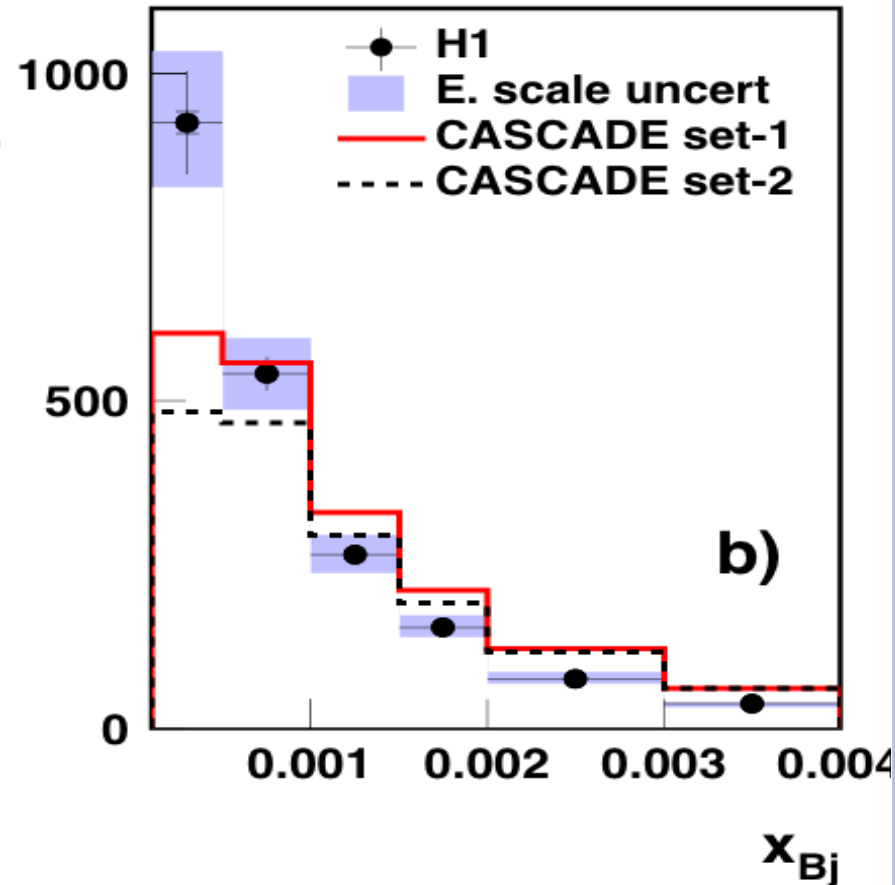 H1
1000
E. scale uncert
CASCADE set-1
CASCADE set-2
500
b)
0
0.001 0.002 0.003 0.004
xBj